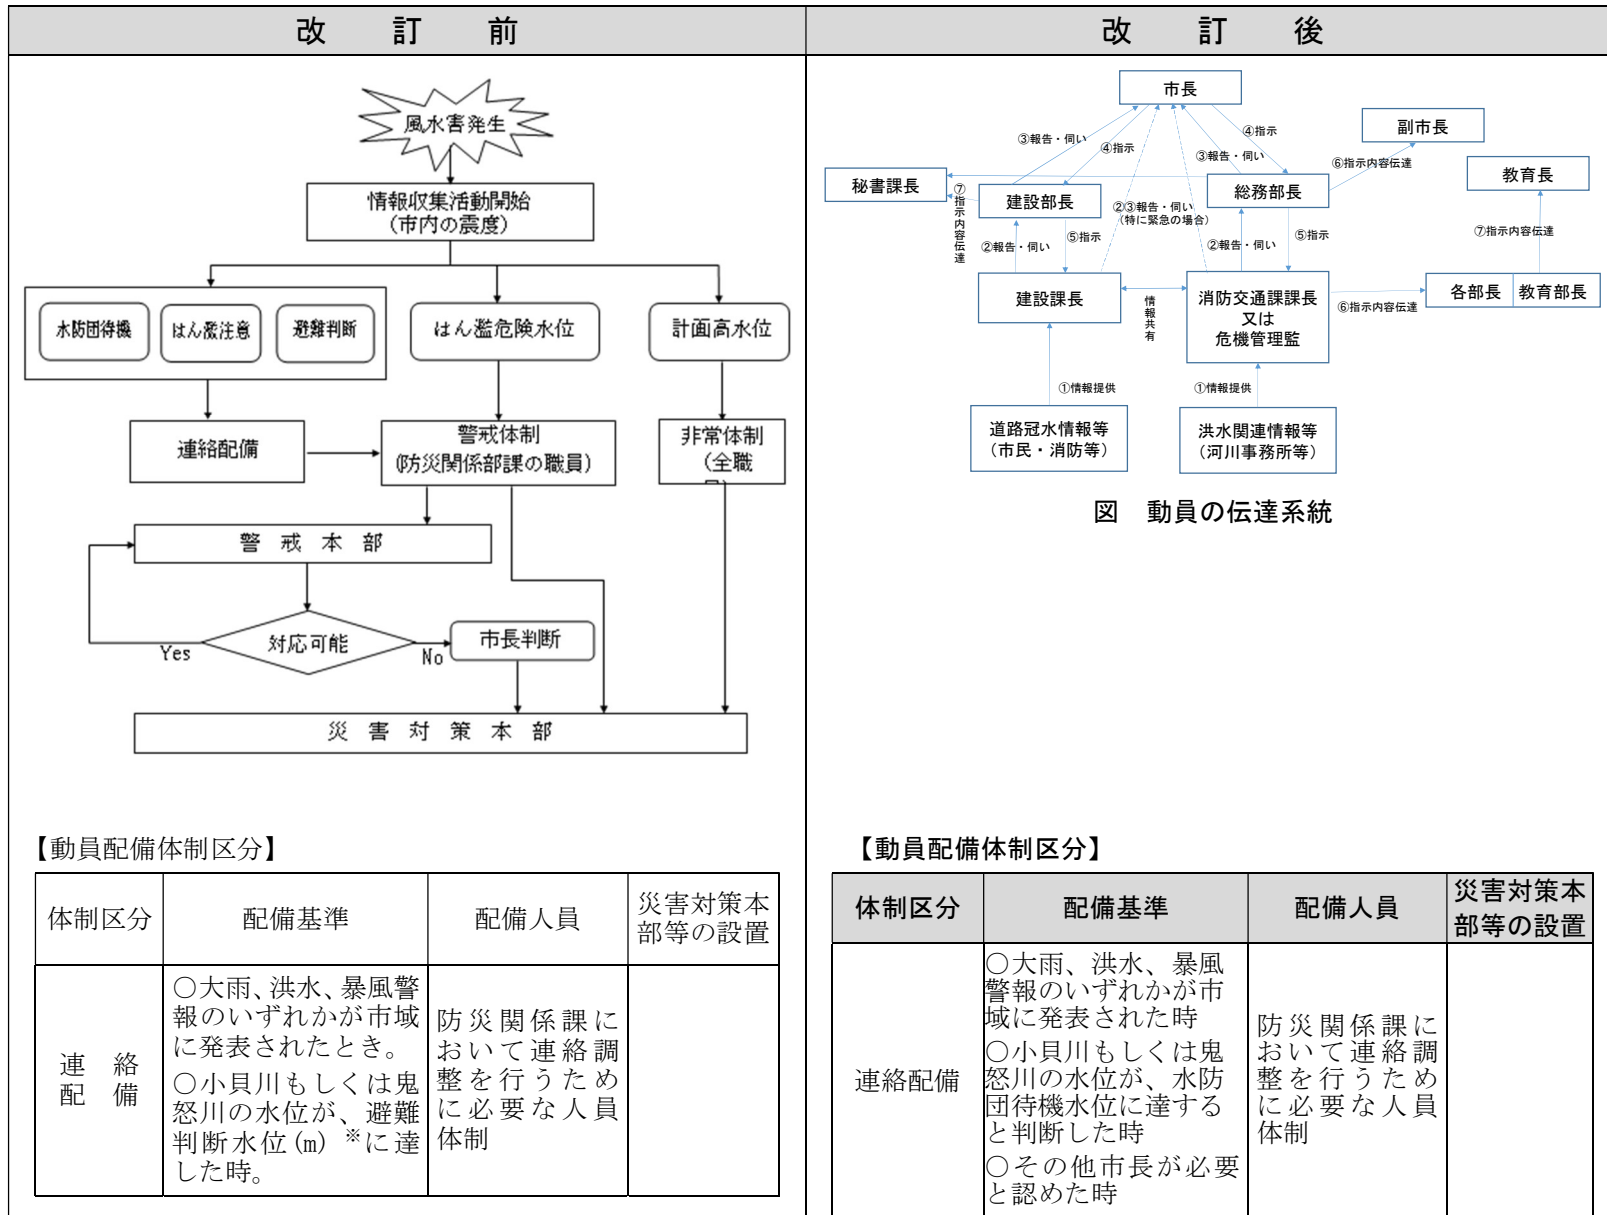 改　訂　前
改　訂　後
風水害発生
情報収集活動開始
(市内の震度)
水防団待機
はん濫注意
避難判断
はん濫危険水位
計画高水位
連絡配備
警戒体制
(防災関係部課の職員)
非常体制
(全職
警 戒 本 部
対応可能
Yes
No
市長判断
災 害 対 策 本 部
【動員配備体制区分】
体制区分
配備基準
配備人員
災害対策本
部等の設置
連　絡
配　備
○大雨、洪水、暴風警
報のいずれかが市域
に発表されたとき。
○小貝川もしくは鬼
怒川の水位が、避難
判断水位(m) ※に達
した時。
防災関係課に
おいて連絡調
整を行うため
に必要な人員
体制
市長
副市長
教育長
秘書課長
建設部長
総務部長
③報告・伺い
④指示
③報告・伺い
④指示
⑥指示内容伝達
⑦指示内容伝達
②③報告・伺い
(特に緊急の場合)
②報告・伺い
⑤指示
②報告・伺い
⑤指示
⑦指示内容伝達
建設課長
情報共有
消防交通課課長
又は
危機管理監
⑥指示内容伝達
各部長
教育部長
①情報提供
①情報提供
道路冠水情報等
(市民・消防等)
洪水関連情報等
(河川事務所等)
図　動員の伝達系統
【動員配備体制区分】
体制区分
配備基準
配備人員
災害対策本
部等の設置
連絡配備
○大雨、洪水、暴風
警報のいずれかが市
域に発表された時
○小貝川もしくは鬼
怒川の水位が、水防
団待機水位に達する
と判断した時
○その他市長が必要
と認めた時
防災関係課に
おいて連絡調
整を行うため
に必要な人員
体制